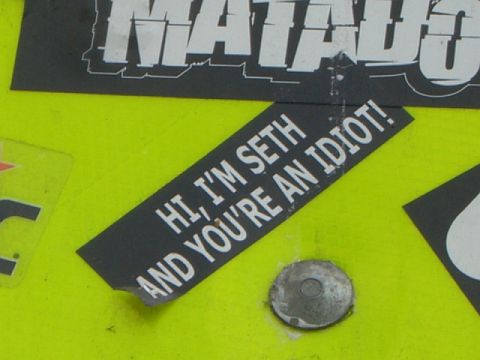 HI, I'M SETH
AND YOU'RE AN IDIOT!